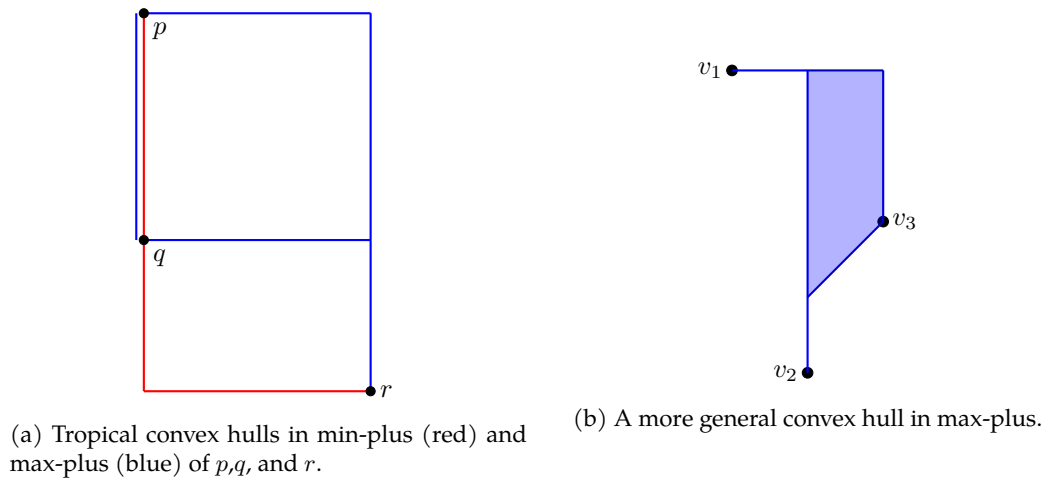 p
q
r
(a) Tropical convex hulls in min-plus (red) and
max-plus (blue) of p,q, and r.
v₁
v₃
v₂
(b) A more general convex hull in max-plus.